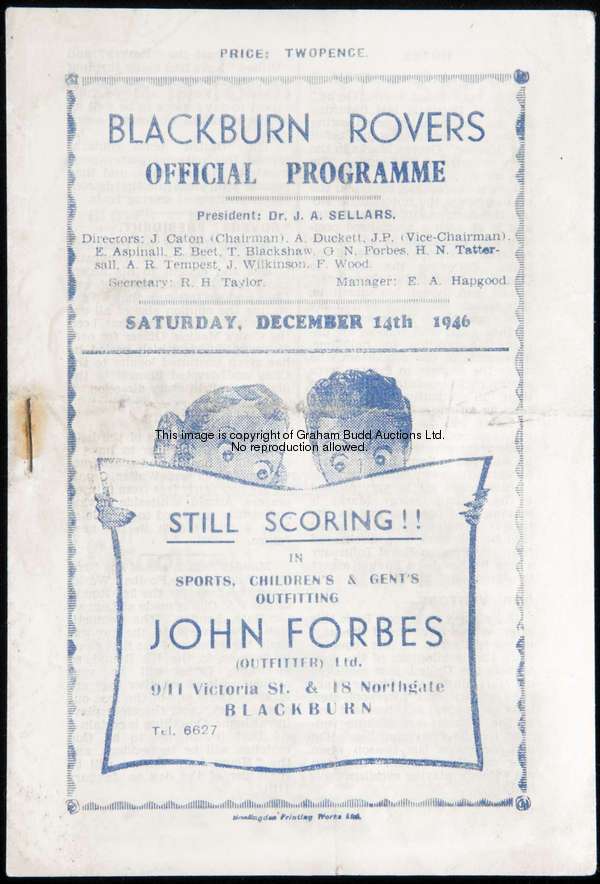 PRICE: TWOPENCE.
BLACKBURN ROVERS
OFFICIAL PROGRAMME
President: Dr. J. A. SELLARS.
Directors: J. Caton (Chairman). A. Duckett, J.P. (Vice-Chairman).
E. Aspinall, E. Beet, T. Blackshaw, G. N. Forbes, H. N. Tatter-
sall, A. R. Tempest, J. Wilkinson, F. Wood.
Secretary: R. H. Taylor. Manager: E. A. Hapgood.
SATURDAY, DECEMBER 14th 1946
This image is copyright of Graham Budd Auctions Ltd.
No reproduction allowed.
STILL SCORING!!
IN
SPORTS, CHILDREN'S & GENT'S
OUTFITTING
JOHN FORBES
(OUTFITTER) Ltd.
9/11 Victoria St. & 18 Northgate
BLACKBURN
Tel. 6627
Printing Works Ltd.